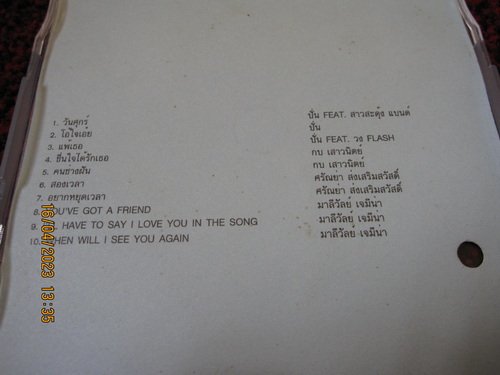 1. วันศุกร์ ปั่น FEAT. สาวสะตุ้ง แบนด์
2. โอ้ใจเอ๋ย ปั่น
3. แพ้เธอ ปั่น FEAT. วง FLASH
4. ชื่นใจได้รักเธอ กบ เสาวนิตย์
5. คนช่างฝัน กบ เสาวนิตย์
6. สองเวลา ศรัณย่า ส่งเสริมสวัสดิ์
7. อยากหยุดเวลา ศรัณย่า ส่งเสริมสวัสดิ์
8. YOU'VE GOT A FRIEND มาลีวัลย์ เจมีน่า
9. HAVE TO SAY I LOVE YOU IN THE SONG มาลีวัลย์ เจมีน่า
10. WHEN WILL I SEE YOU AGAIN มาลีวัลย์ เจมีน่า
16/04/2023 13:35